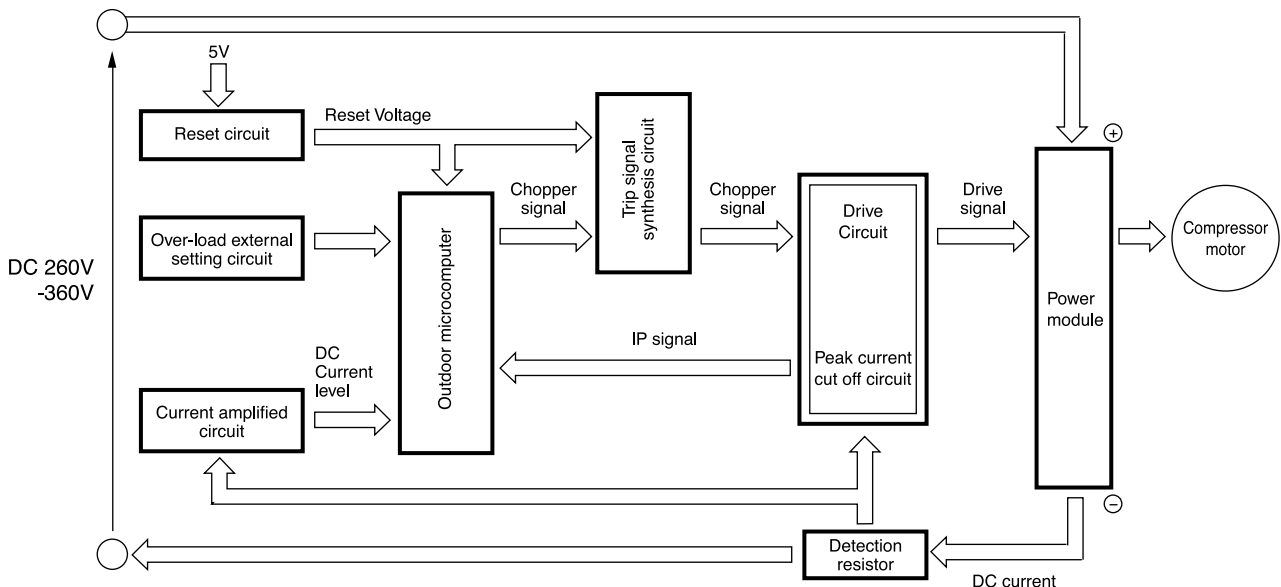 5V
Reset circuit
Reset Voltage
Trip signal
synthesis circuit
+
Over-load external
setting circuit
Outdoor microcomputer
Chopper
signal
Chopper
signal
Drive
Circuit
Drive
signal
Compressor
motor
DC 260V
-360V
Power
module
IP signal
Peak current
cut off circuit
DC
Current
level
Current amplified
circuit
−
Detection
resistor
DC current